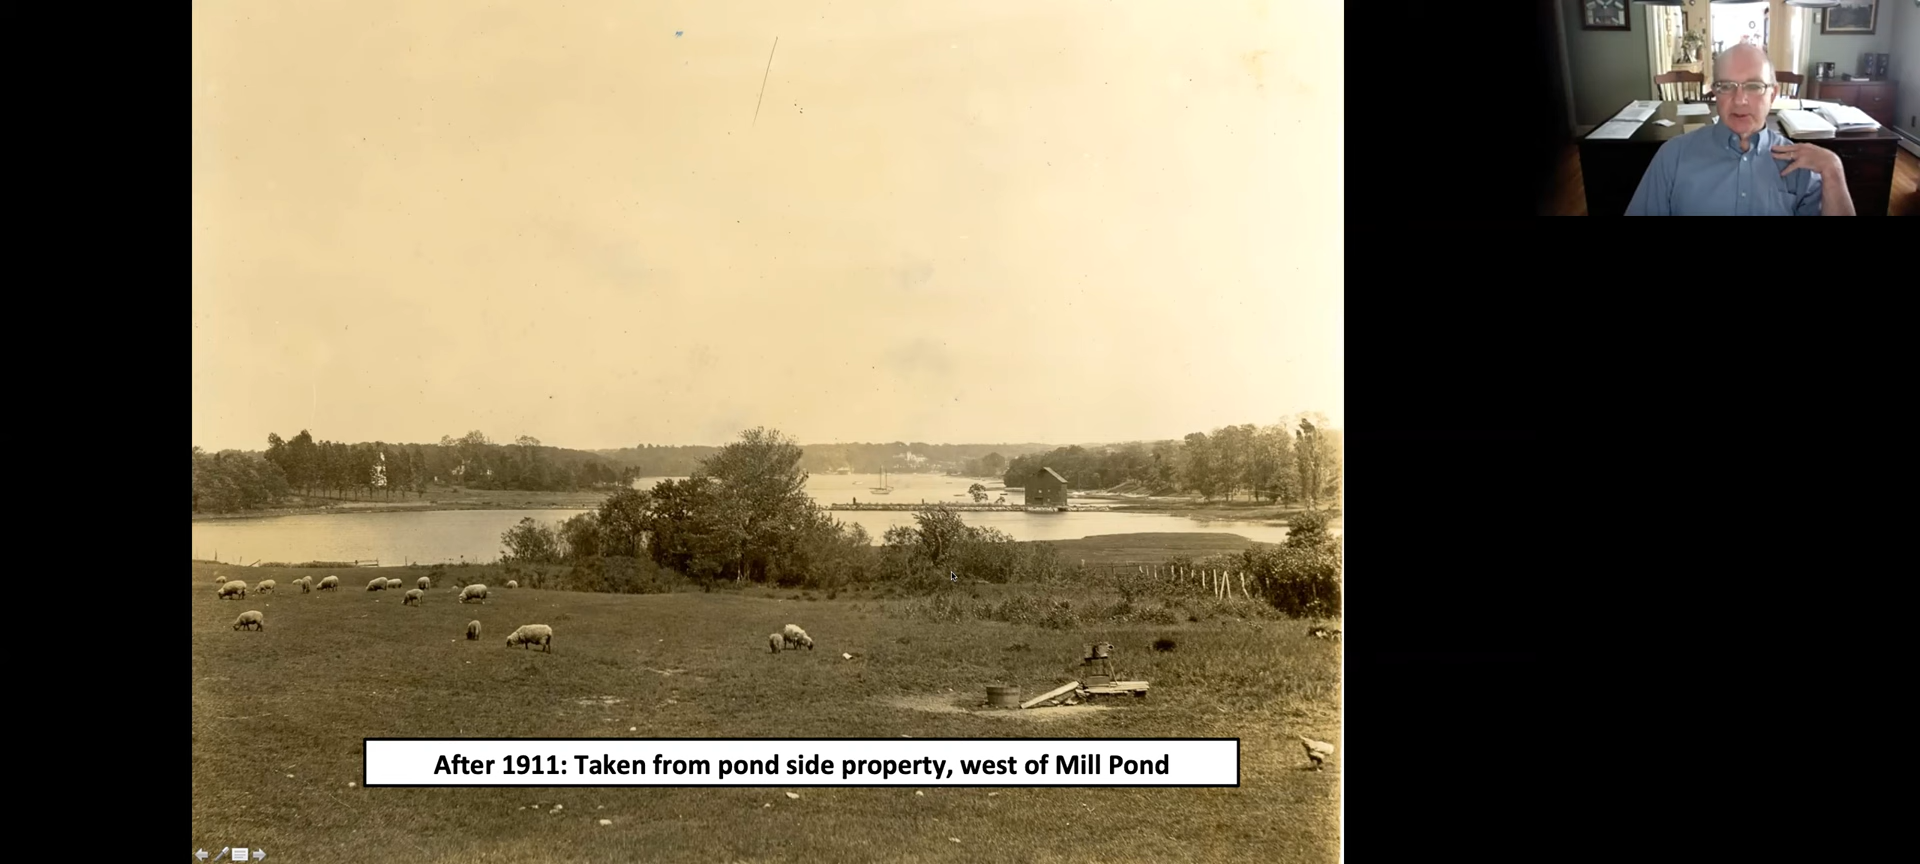 After 1911: Taken from pond side property, west of Mill Pond